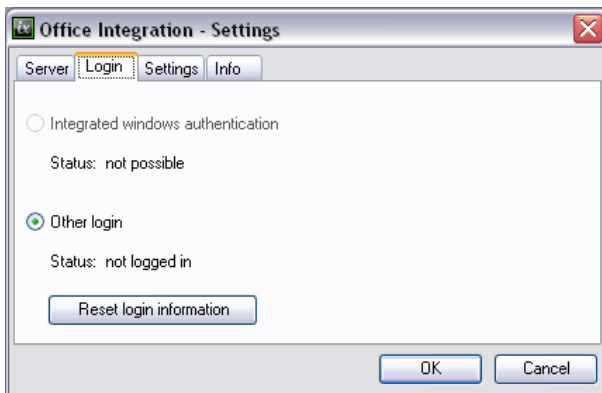 Office Integration - Settings
Server Login Settings Info
Integrated windows authentication
Status: not possible
Other login
Status: not logged in
Reset login information
OK Cancel